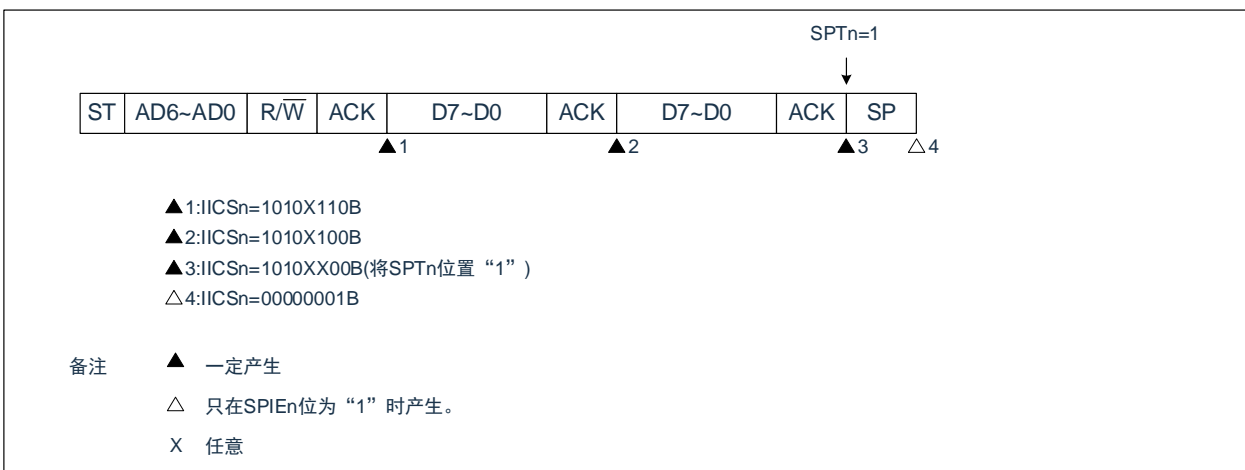 SPTn=1
ST AD6~AD0 R/W ACK D7~D0 ACK D7~D0 ACK SP
▲1 ▲2 ▲3 △4
▲1:IICSn=1010X110B
▲2:IICSn=1010X100B
▲3:IICSn=1010XX00B(将SPTn位置“1”)
△4:IICSn=00000001B
备注 ▲ 一定产生
△ 只在SPIEn位为“1”时产生。
X 任意